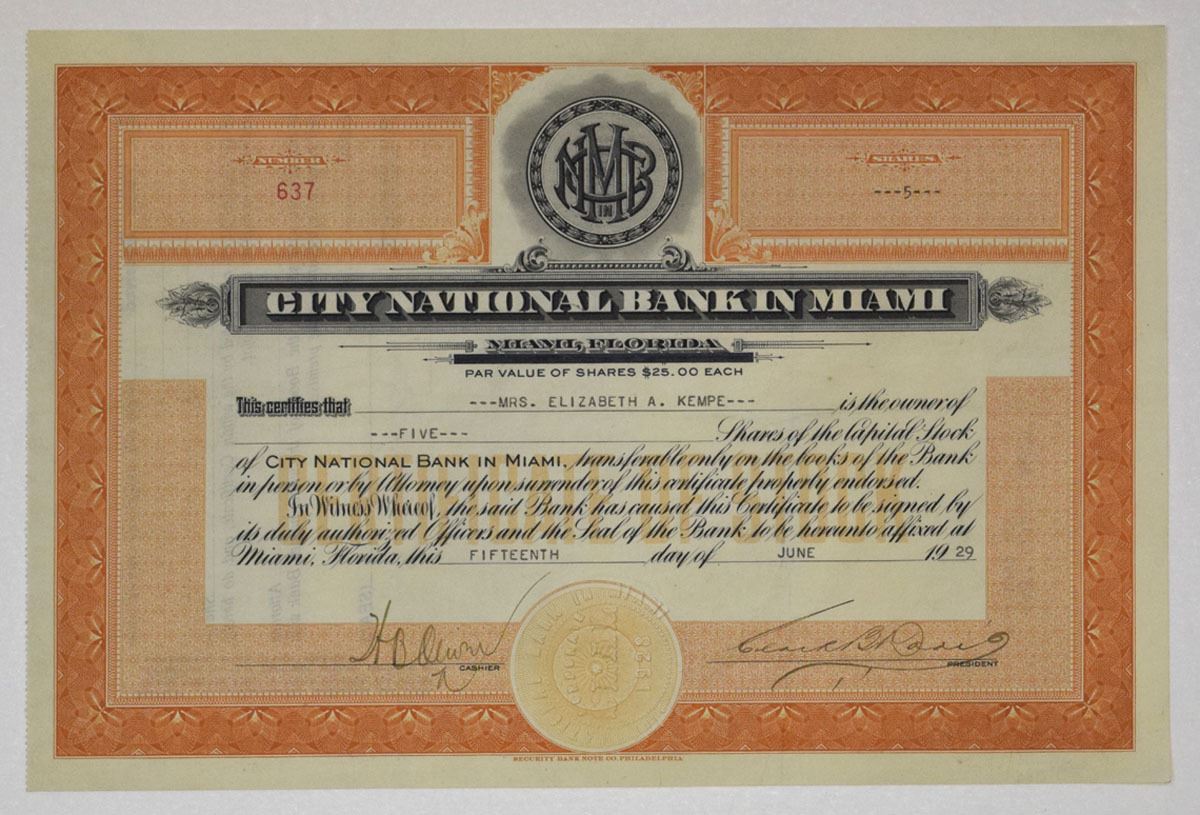 NUMBER
637
SHARES
---5---
CMNB IN
CITY NATIONAL BANK IN MIAMI
MIAMI, FLORIDA
PAR VALUE OF SHARES $25.00 EACH
This certifies that ---MRS. ELIZABETH A. KEMPE--- is the owner of
---FIVE--- Shares of the Capital Stock
of CITY NATIONAL BANK IN MIAMI, transferable only on the books of the Bank
in person or by Attorney upon surrender of this certificate properly endorsed.
In Witness Whereof, the said Bank has caused this Certificate to be signed by
its duly authorized Officers and the Seal of the Bank to be hereunto affixed at
Miami, Florida, this FIFTEENTH day of JUNE 1929
CASHIER
PRESIDENT
SECURITY BANK NOTE CO. PHILADELPHIA